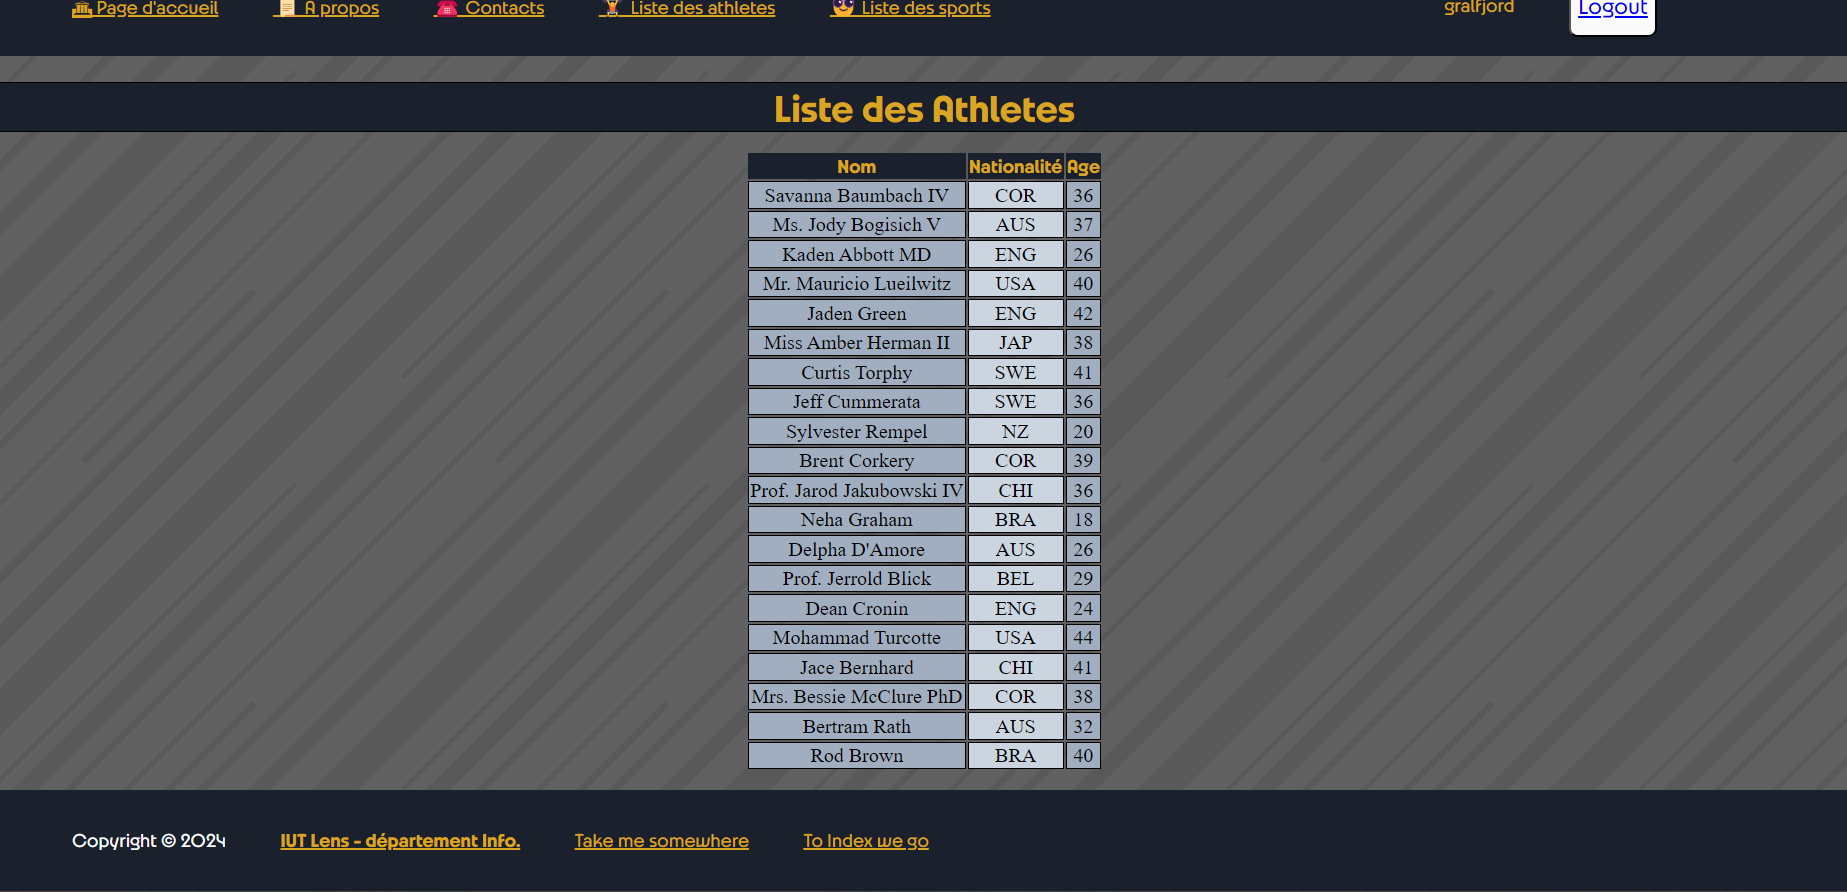 Page d'accueil A propos Contacts Liste des athletes Liste des sports gralfjord Logout
Liste des Athletes
Nom Nationalité Age
Savanna Baumbach IV COR 36
Ms. Jody Bogisich V AUS 37
Kaden Abbott MD ENG 26
Mr. Mauricio Lueilwitz USA 40
Jaden Green ENG 42
Miss Amber Herman II JAP 38
Curtis Torphy SWE 41
Jeff Cummerata SWE 36
Sylvester Rempel NZ 20
Brent Corkery COR 39
Prof. Jarod Jakubowski IV CHI 36
Neha Graham BRA 18
Delpha D'Amore AUS 26
Prof. Jerrold Blick BEL 29
Dean Cronin ENG 24
Mohammad Turcotte USA 44
Jace Bernhard CHI 41
Mrs. Bessie McClure PhD COR 38
Bertram Rath AUS 32
Rod Brown BRA 40
Copyright © 2024 IUT Lens - département Info. Take me somewhere To Index we go